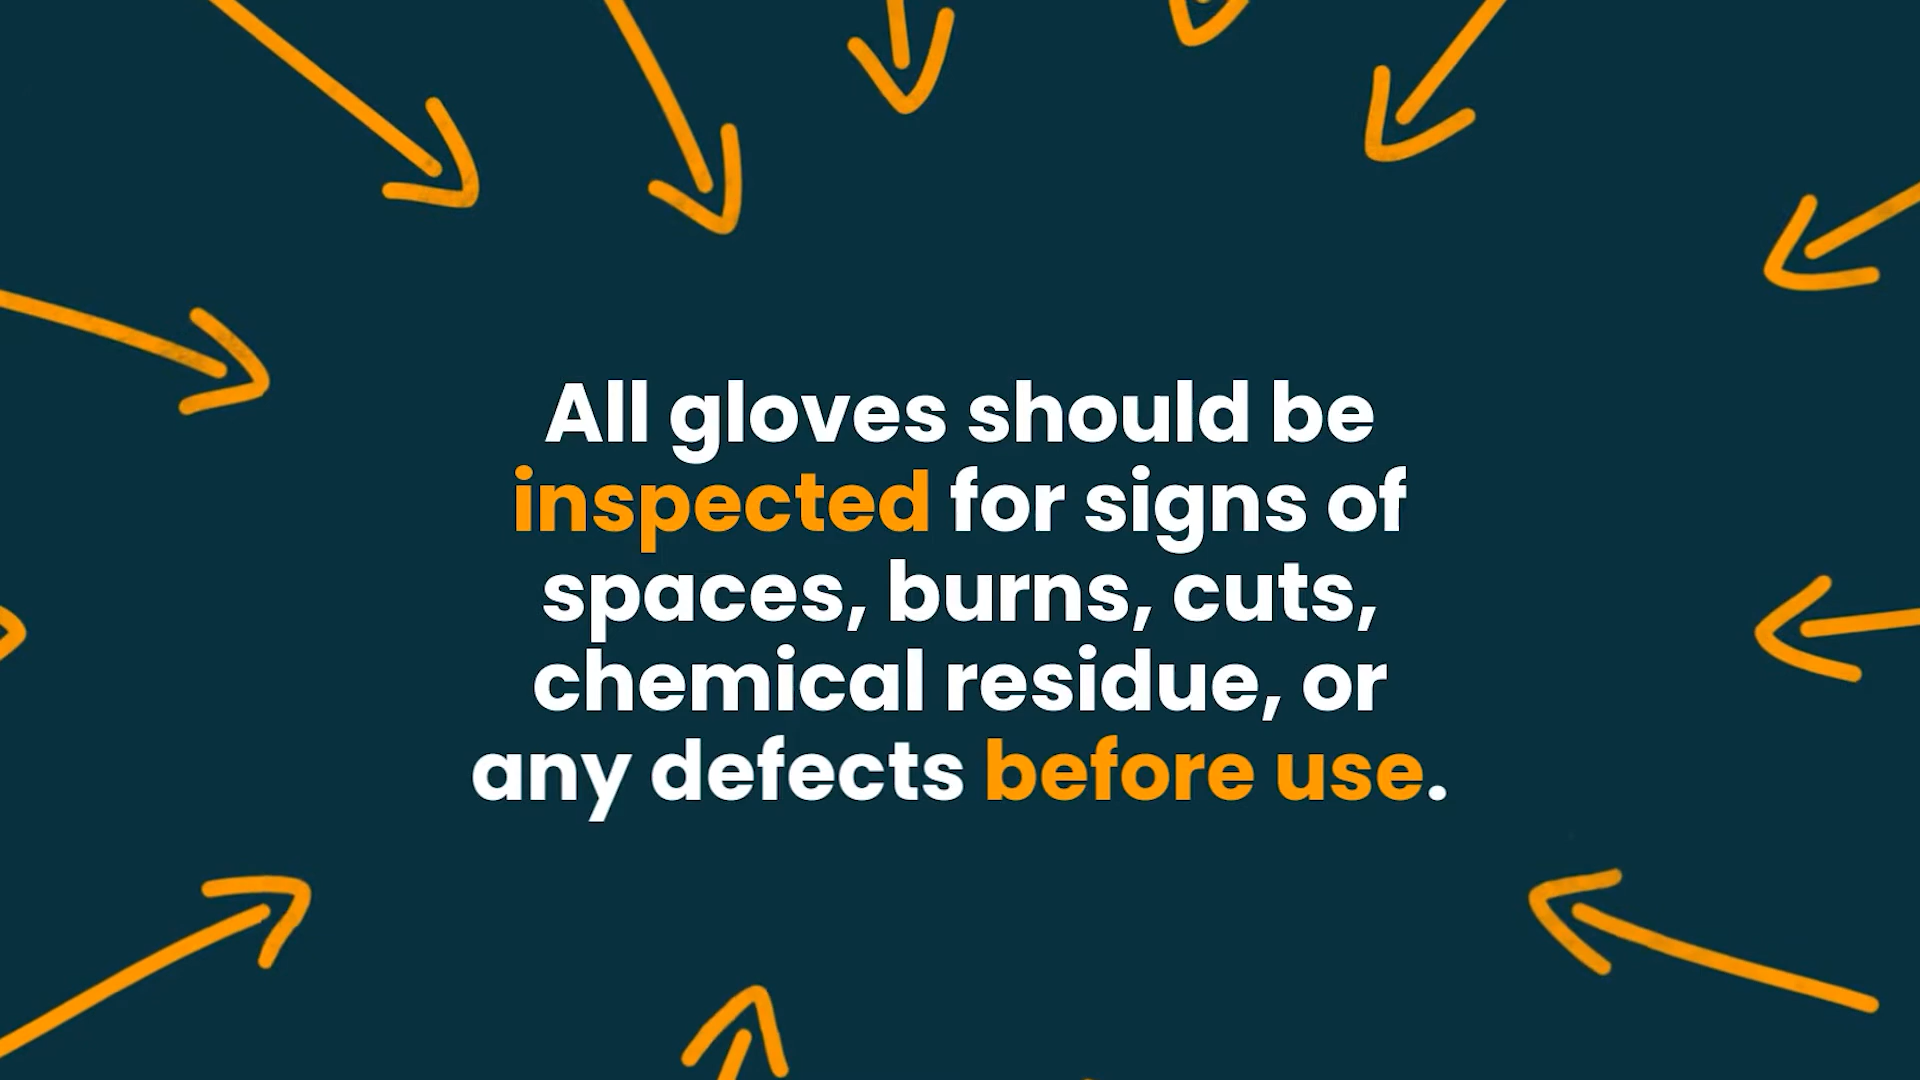 All gloves should be
inspected for signs of
spaces, burns, cuts,
chemical residue, or
any defects before use.